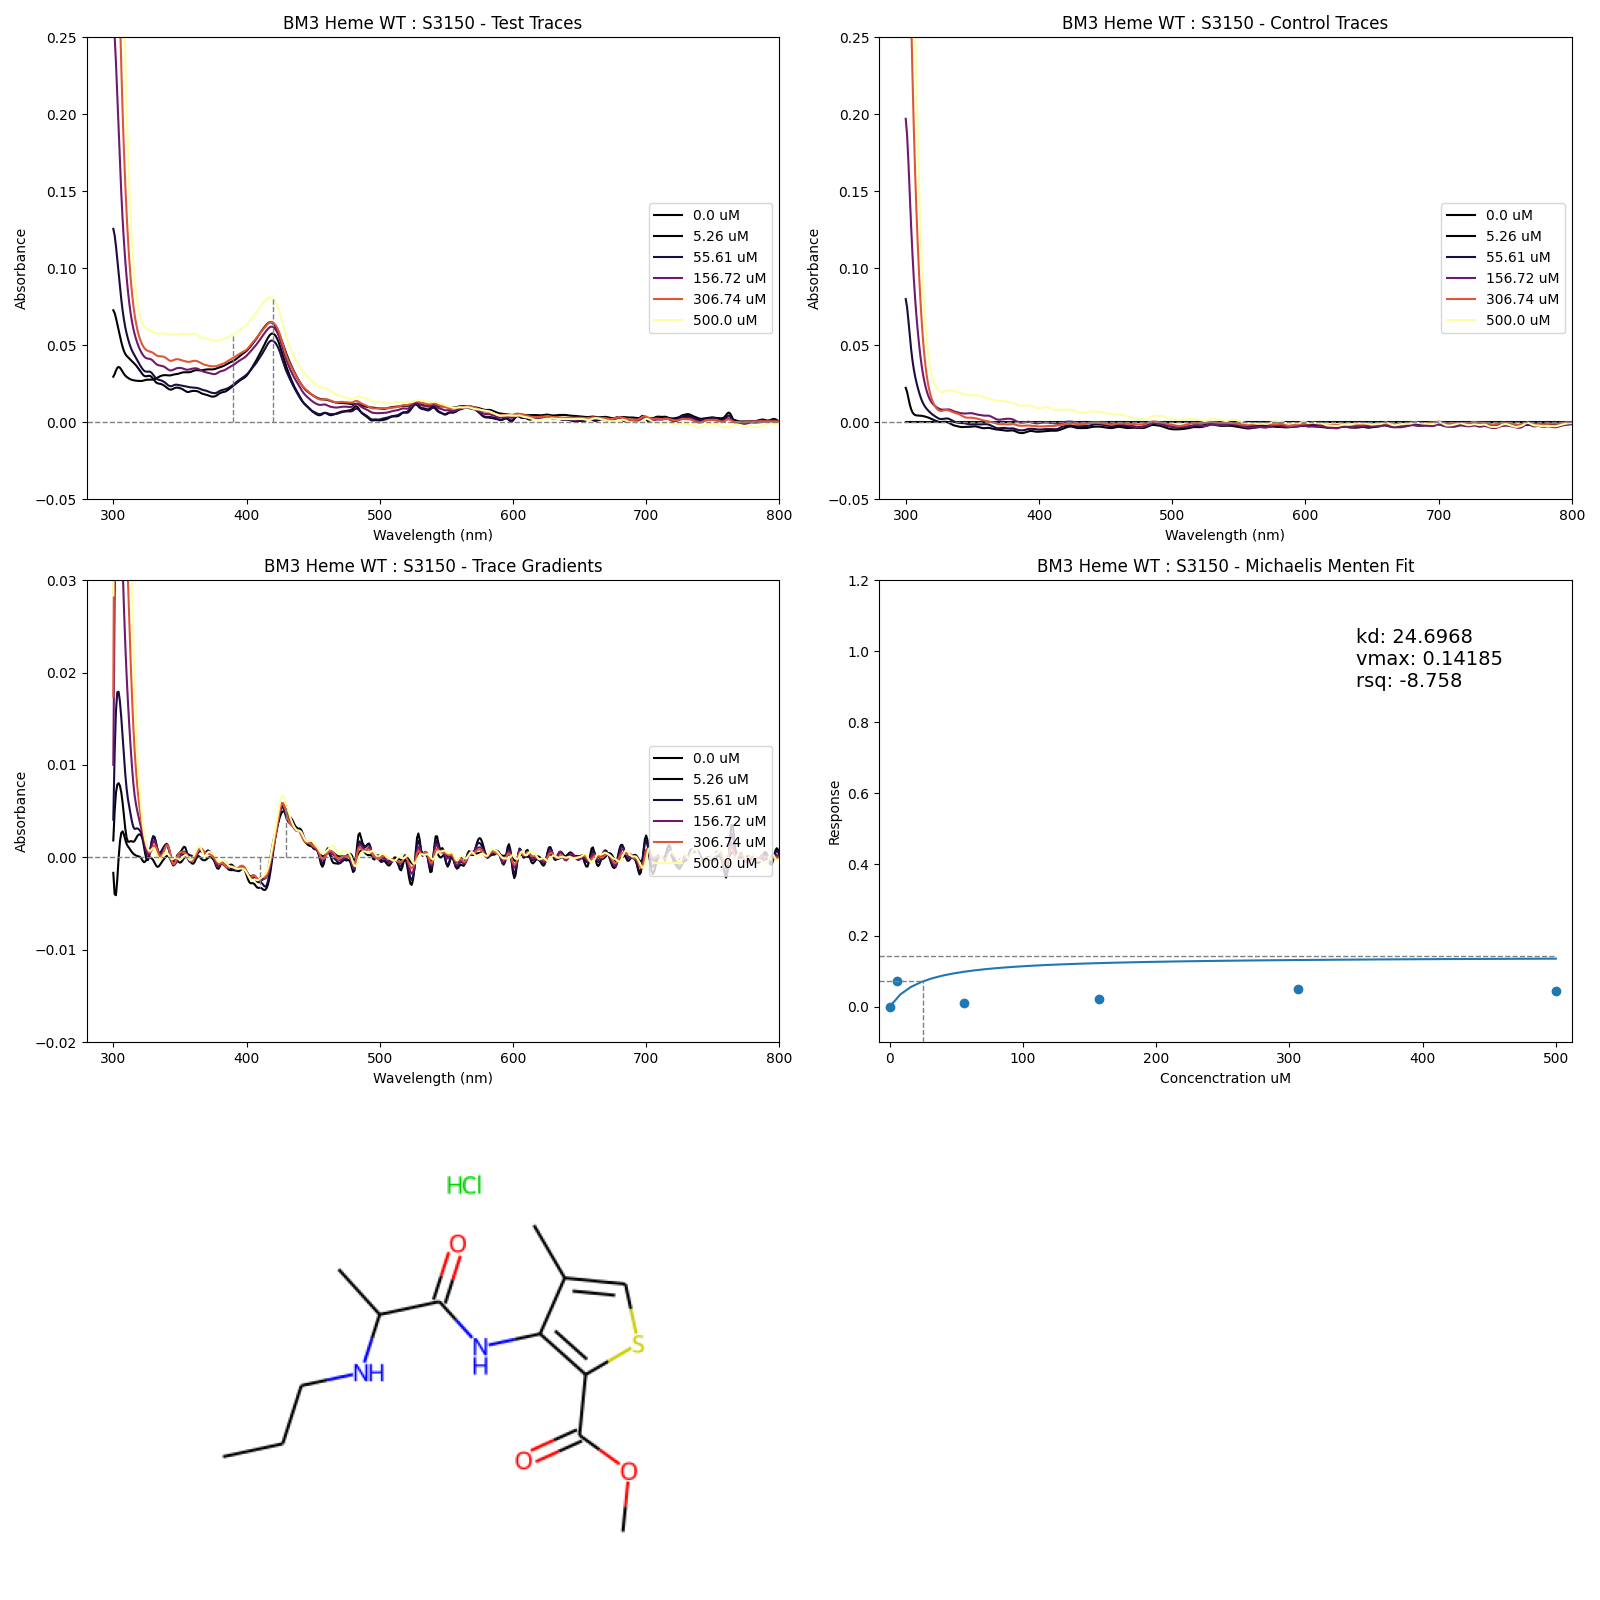 BM3 Heme WT : S3150 - Test Traces
0.25
0.20
0.15
0.10
0.05
0.00
−0.05
Absorbance
300 400 500 600 700 800
Wavelength (nm)
0.0 uM
5.26 uM
55.61 uM
156.72 uM
306.74 uM
500.0 uM
BM3 Heme WT : S3150 - Control Traces
0.25
0.20
0.15
0.10
0.05
0.00
−0.05
Absorbance
300 400 500 600 700 800
Wavelength (nm)
0.0 uM
5.26 uM
55.61 uM
156.72 uM
306.74 uM
500.0 uM
BM3 Heme WT : S3150 - Trace Gradients
0.03
0.02
0.01
0.00
−0.01
−0.02
Absorbance
300 400 500 600 700 800
Wavelength (nm)
0.0 uM
5.26 uM
55.61 uM
156.72 uM
306.74 uM
500.0 uM
BM3 Heme WT : S3150 - Michaelis Menten Fit
1.2
1.0
0.8
0.6
0.4
0.2
0.0
Response
0 100 200 300 400 500
Concenctration uM
kd: 24.6968
vmax: 0.14185
rsq: -8.758
HCl
O
S
N
H
NH
O
O